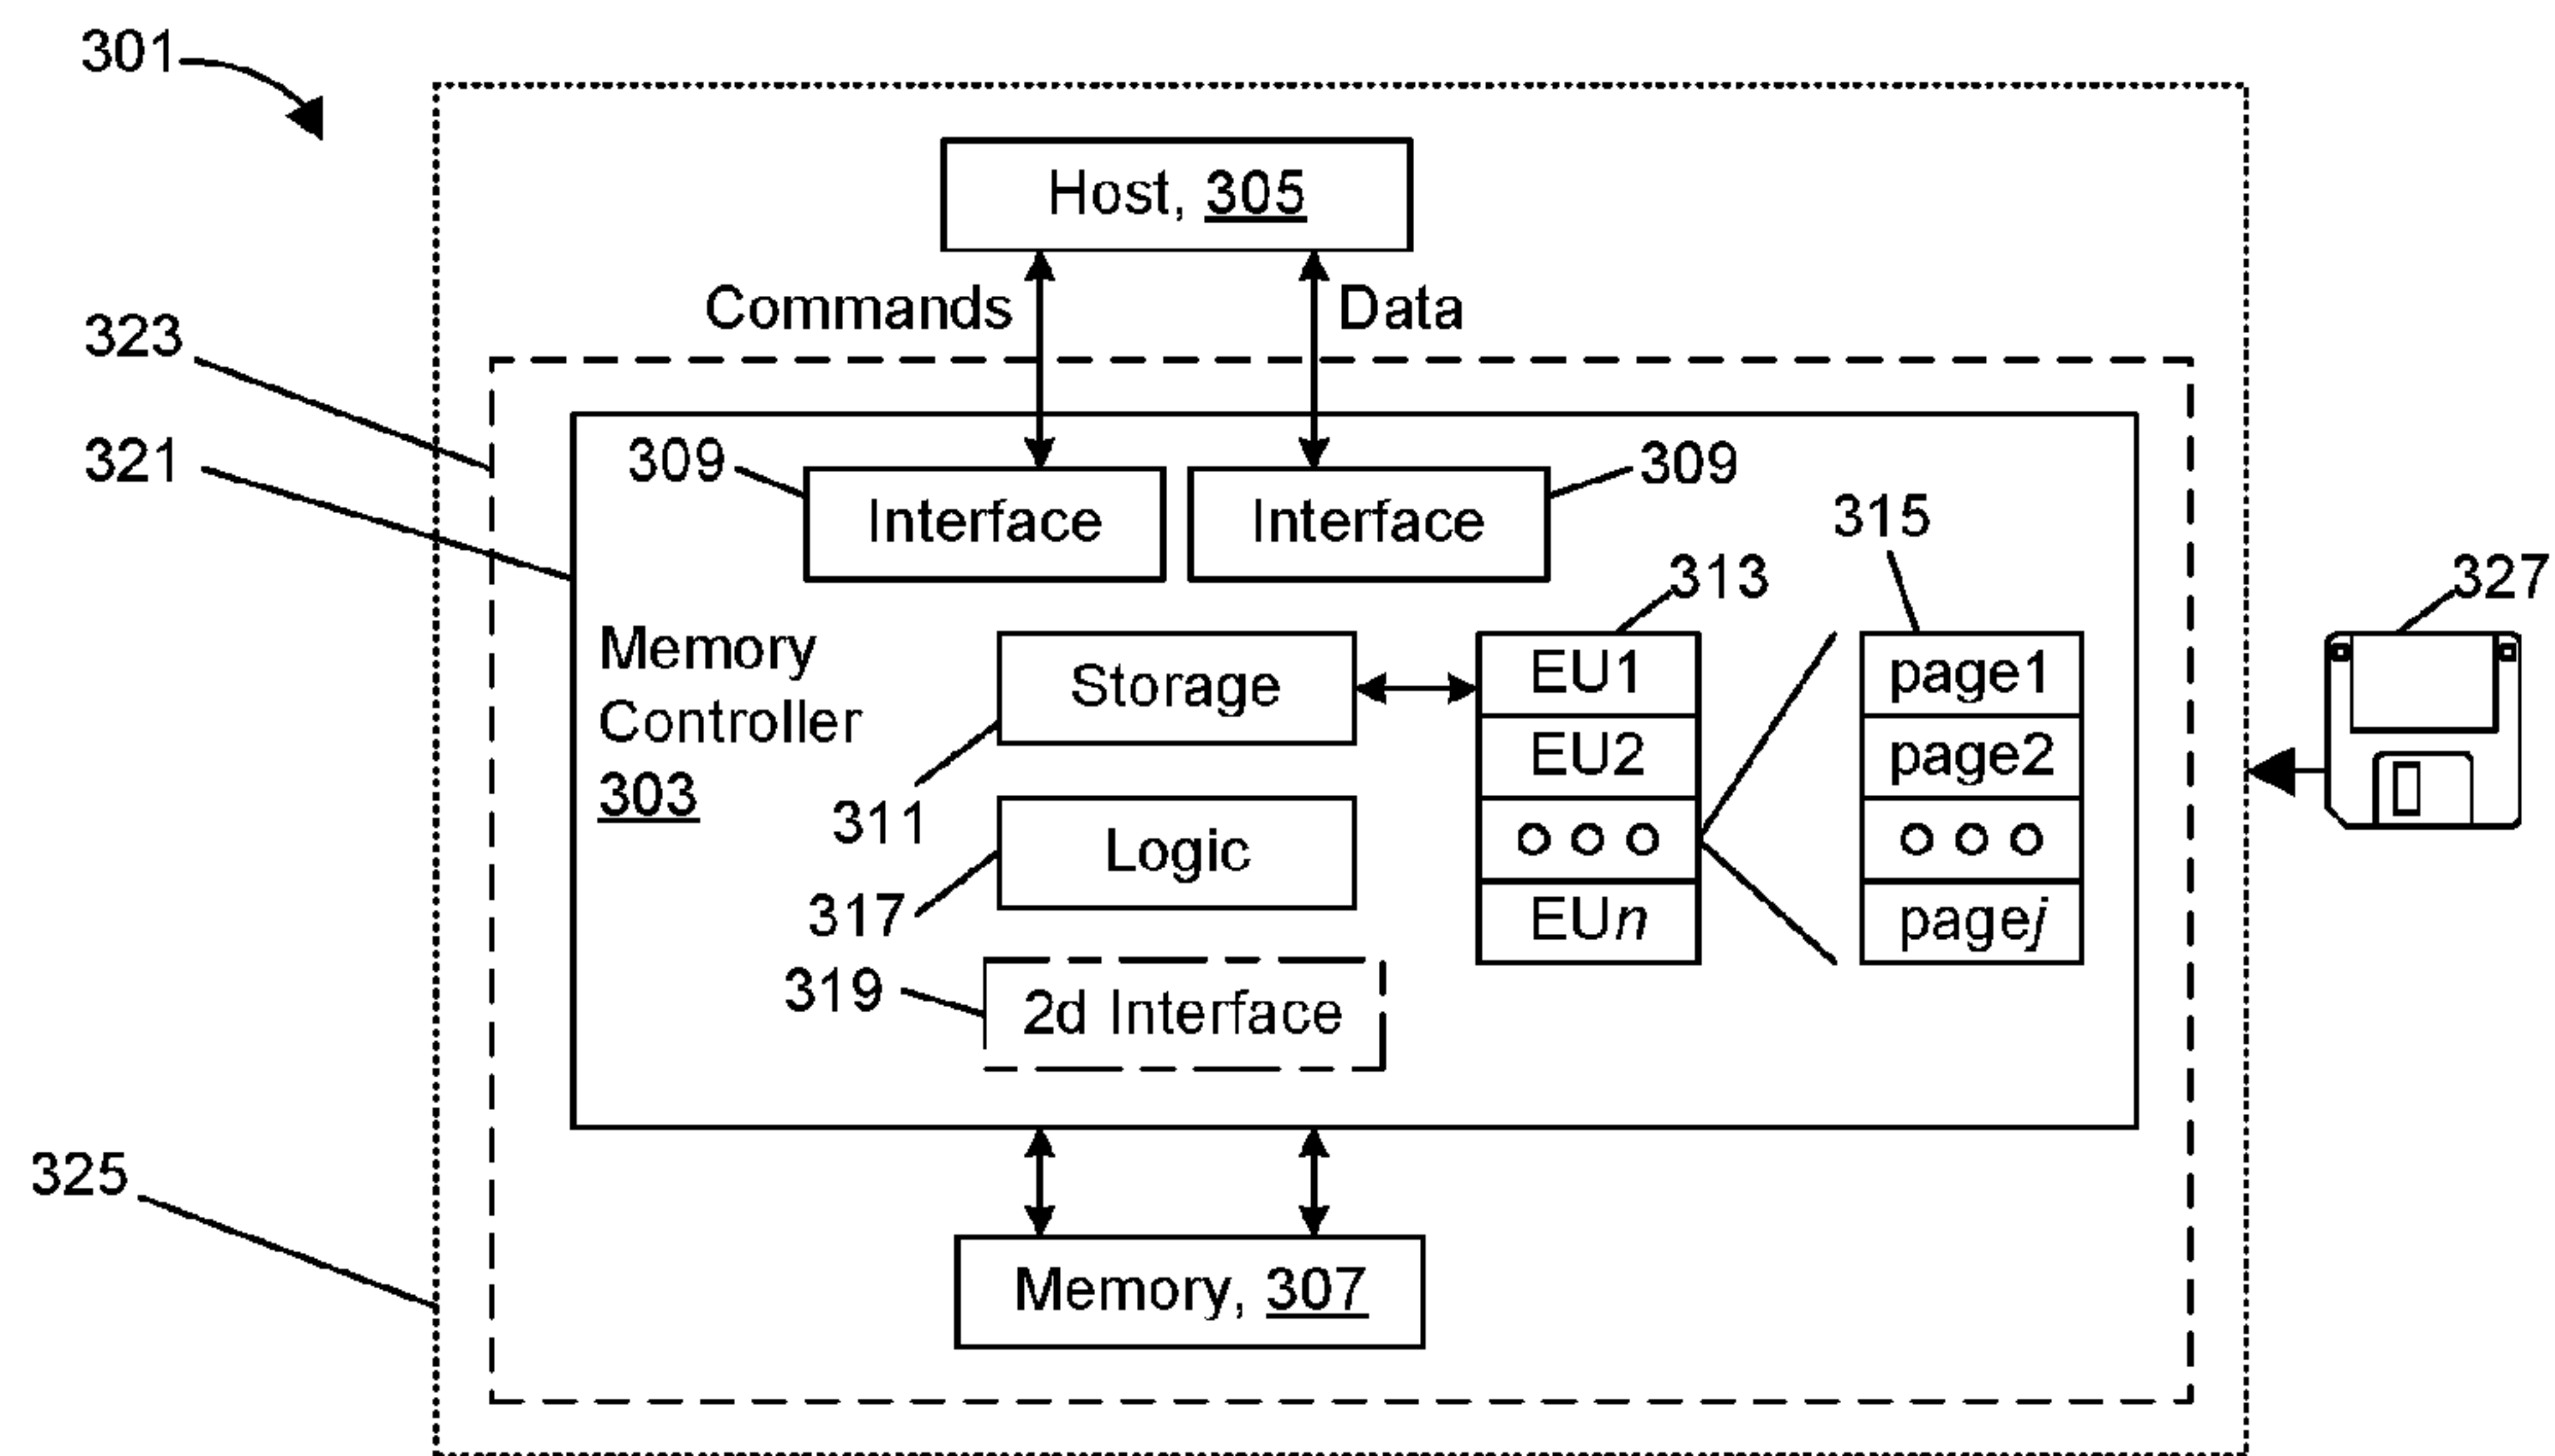 301
Host, 305
Commands
Data
323
321
309
Interface
Interface
309
315
313
327
Memory
Controller
303
Storage
311
EU1
EU2
EUn
page1
page2
pagej
Logic
317
319
2d Interface
325
Memory, 307